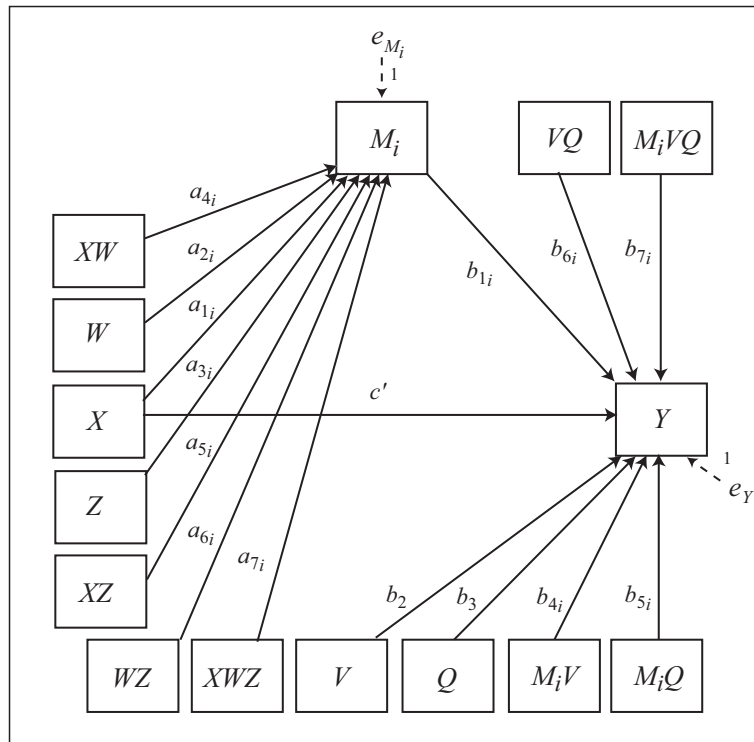 e_{M_i}
1
M_i
VQ
M_iVQ
a_{4i}
XW
a_{2i}
b_{1i}
b_{6i}
b_{7i}
W
a_{1i}
a_{3i}
c'
X
Y
a_{5i}
1
Z
e_Y
a_{6i}
a_{7i}
XZ
b_2
b_3
b_{4i}
b_{5i}
WZ
XWZ
V
Q
M_iV
M_iQ